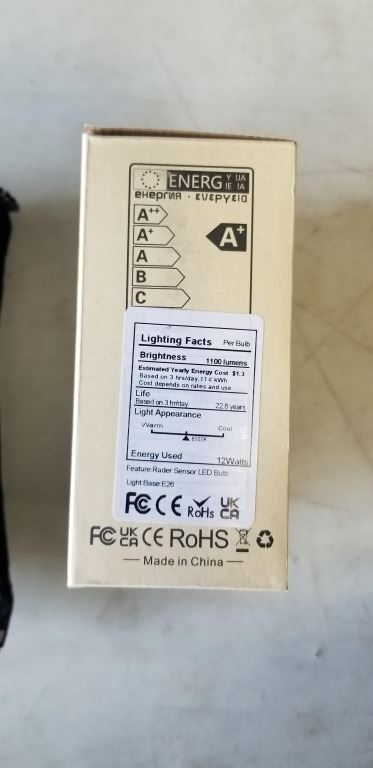 ENERG Y UA
IE IA
енергия · ενεργεια
A++
A+
A+
A
B
C
Lighting Facts Per Bulb
Brightness 1100 lumens
Estimated Yearly Energy Cost $1.3
Based on 3 hrs/day, 11 ¢ kWh
Cost depends on rates and use
Life
Based on 3 hr/day 22.8 years
Light Appearance
Warm Cool
6000K
Energy Used 12Watts
Feature:Rader Sensor LED Bulb
Light Base:E26
FC CE RoHs UK
CA
FC UK
CA CE RoHS
Made in China